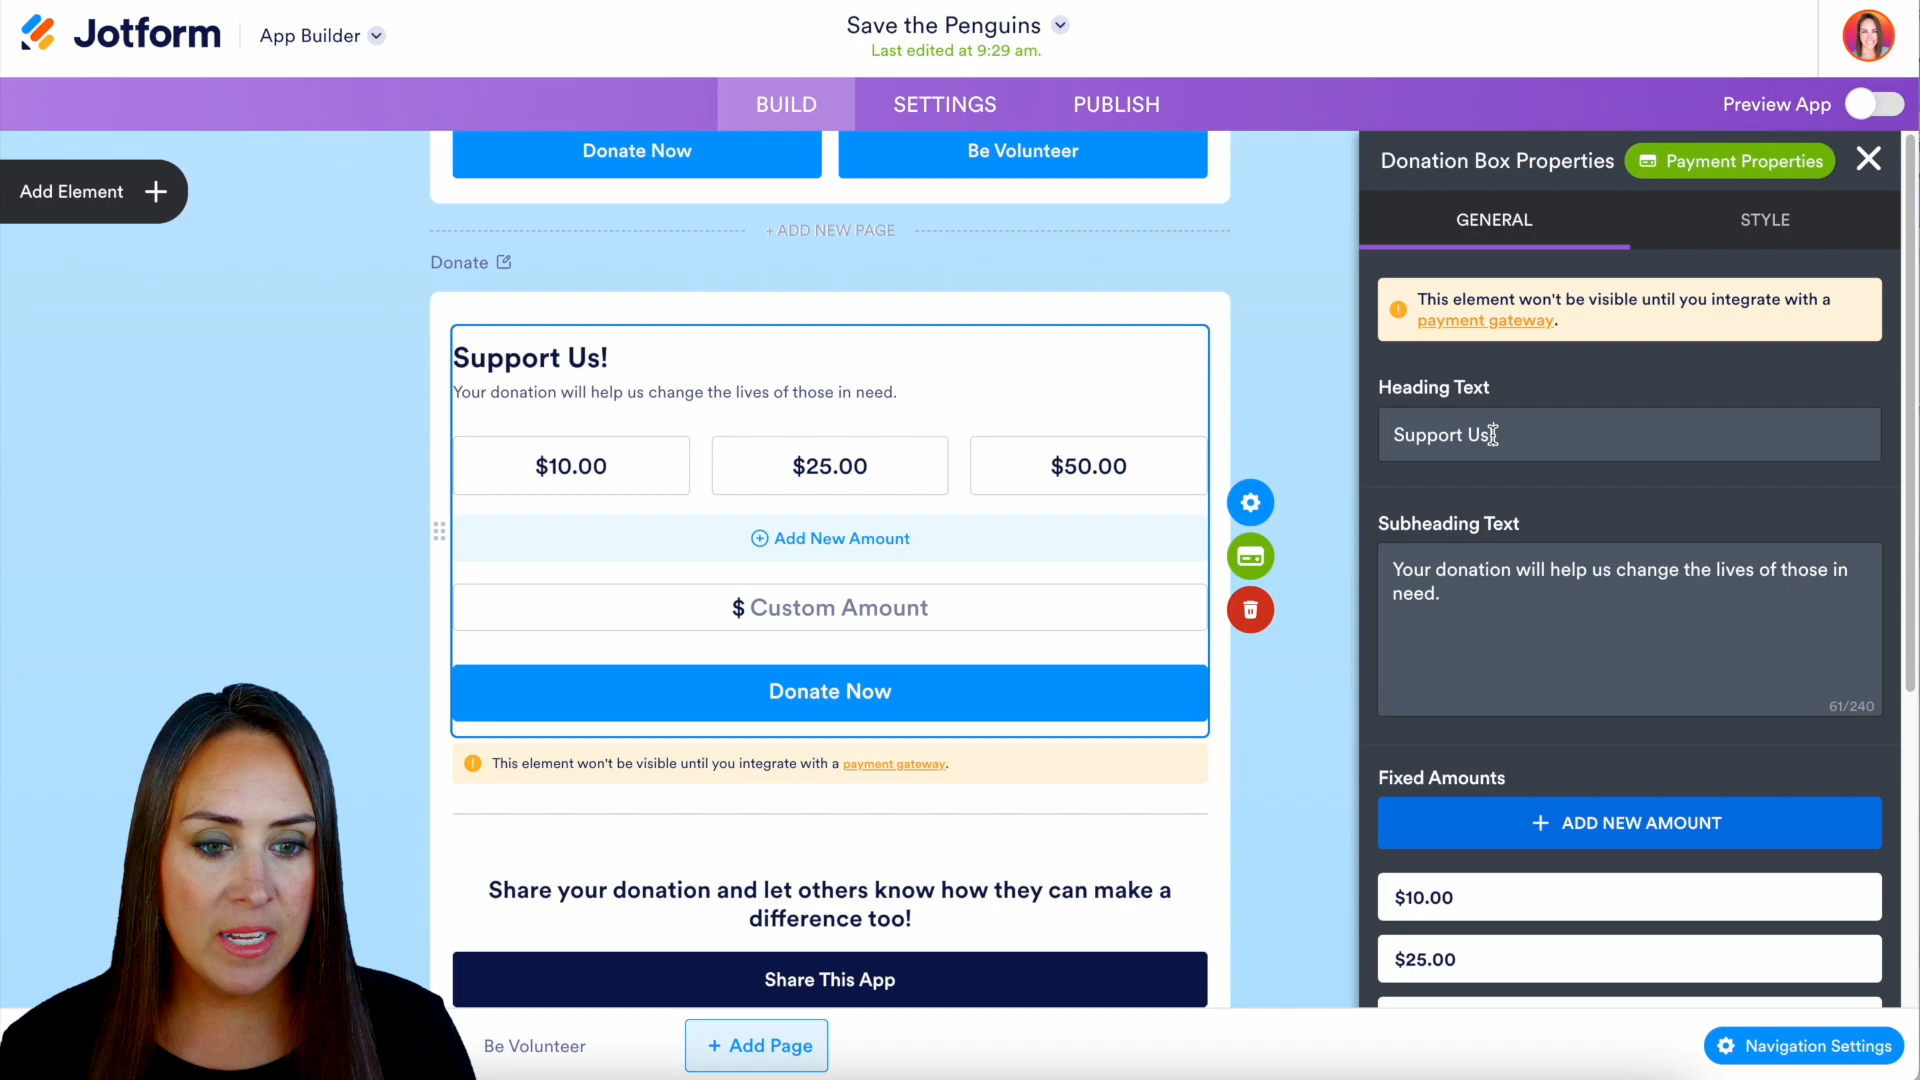 Jotform
App Builder
Save the Penguins
Last edited at 9:29 am.
BUILD
SETTINGS
PUBLISH
Preview App
Add Element +
Donate Now
Be Volunteer
+ ADD NEW PAGE
Donate
Support Us!
Your donation will help us change the lives of those in need.
$10.00
$25.00
$50.00
Add New Amount
$ Custom Amount
Donate Now
This element won't be visible until you integrate with a payment gateway.
Share your donation and let others know how they can make a
difference too!
Share This App
Be Volunteer
+ Add Page
Donation Box Properties
Payment Properties
GENERAL
STYLE
This element won't be visible until you integrate with a
payment gateway.
Heading Text
Support Us!
Subheading Text
Your donation will help us change the lives of those in
need.
61/240
Fixed Amounts
+ ADD NEW AMOUNT
$10.00
$25.00
Navigation Settings